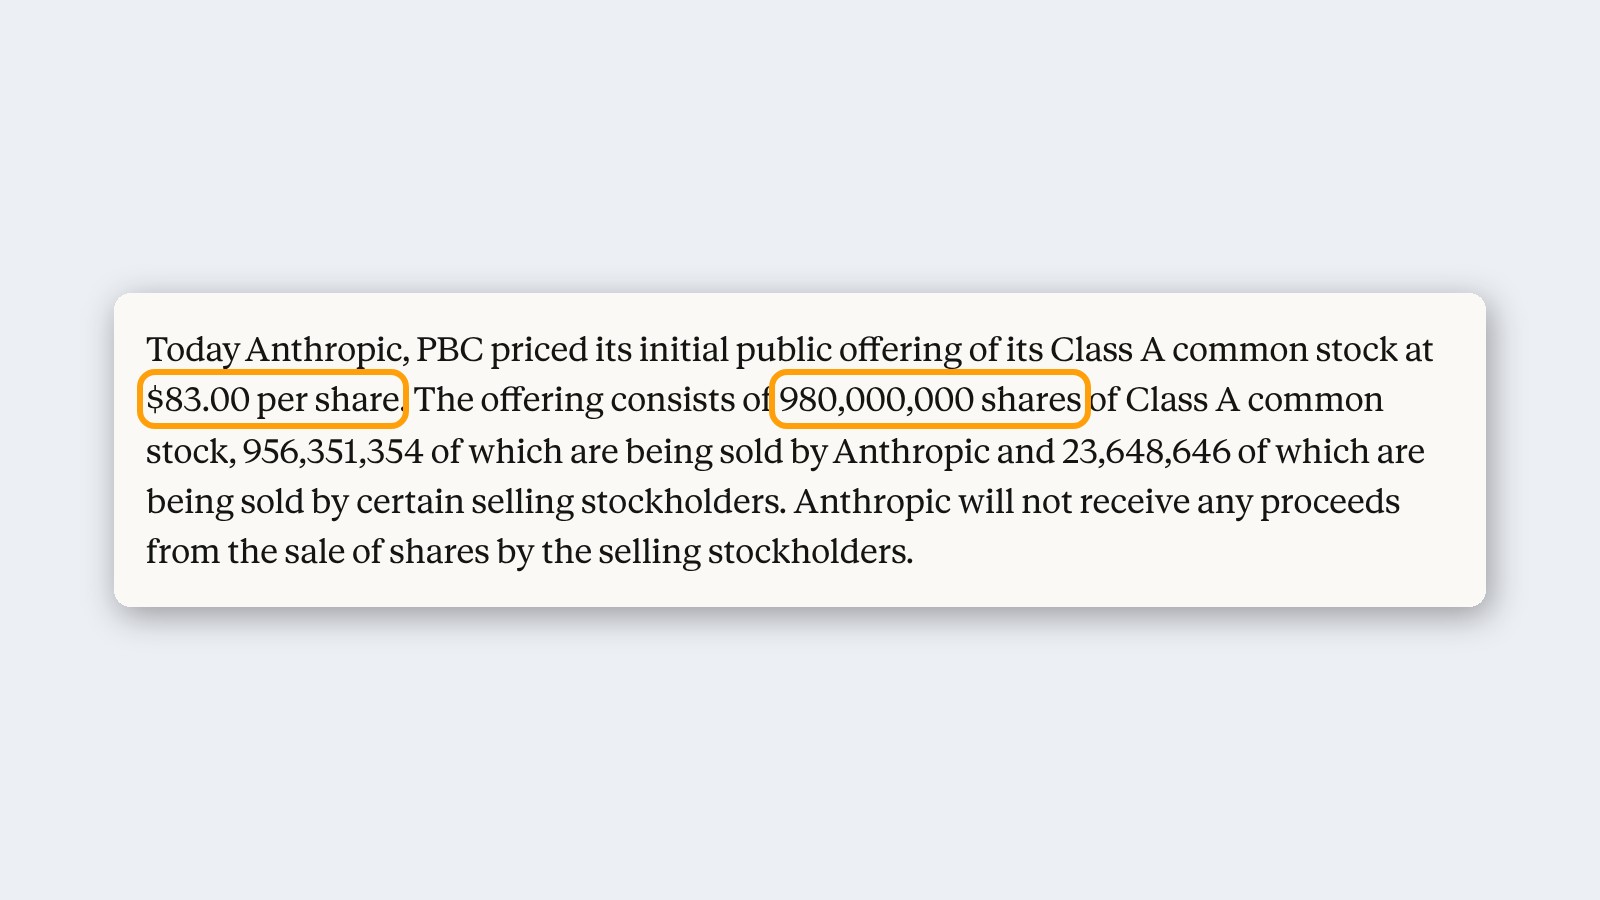 Today Anthropic, PBC priced its initial public offering of its Class A common stock at
$83.00 per share. The offering consists of 980,000,000 shares of Class A common
stock, 956,351,354 of which are being sold by Anthropic and 23,648,646 of which are
being sold by certain selling stockholders. Anthropic will not receive any proceeds
from the sale of shares by the selling stockholders.